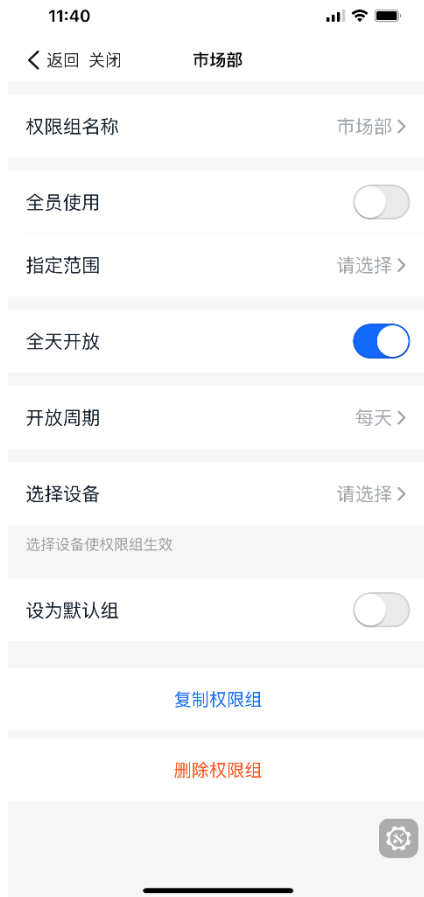 11:40
返回 关闭 市场部
权限组名称 市场部
全员使用
指定范围 请选择
全天开放
开放周期 每天
选择设备 请选择
选择设备使权限组生效
设为默认组
复制权限组
删除权限组